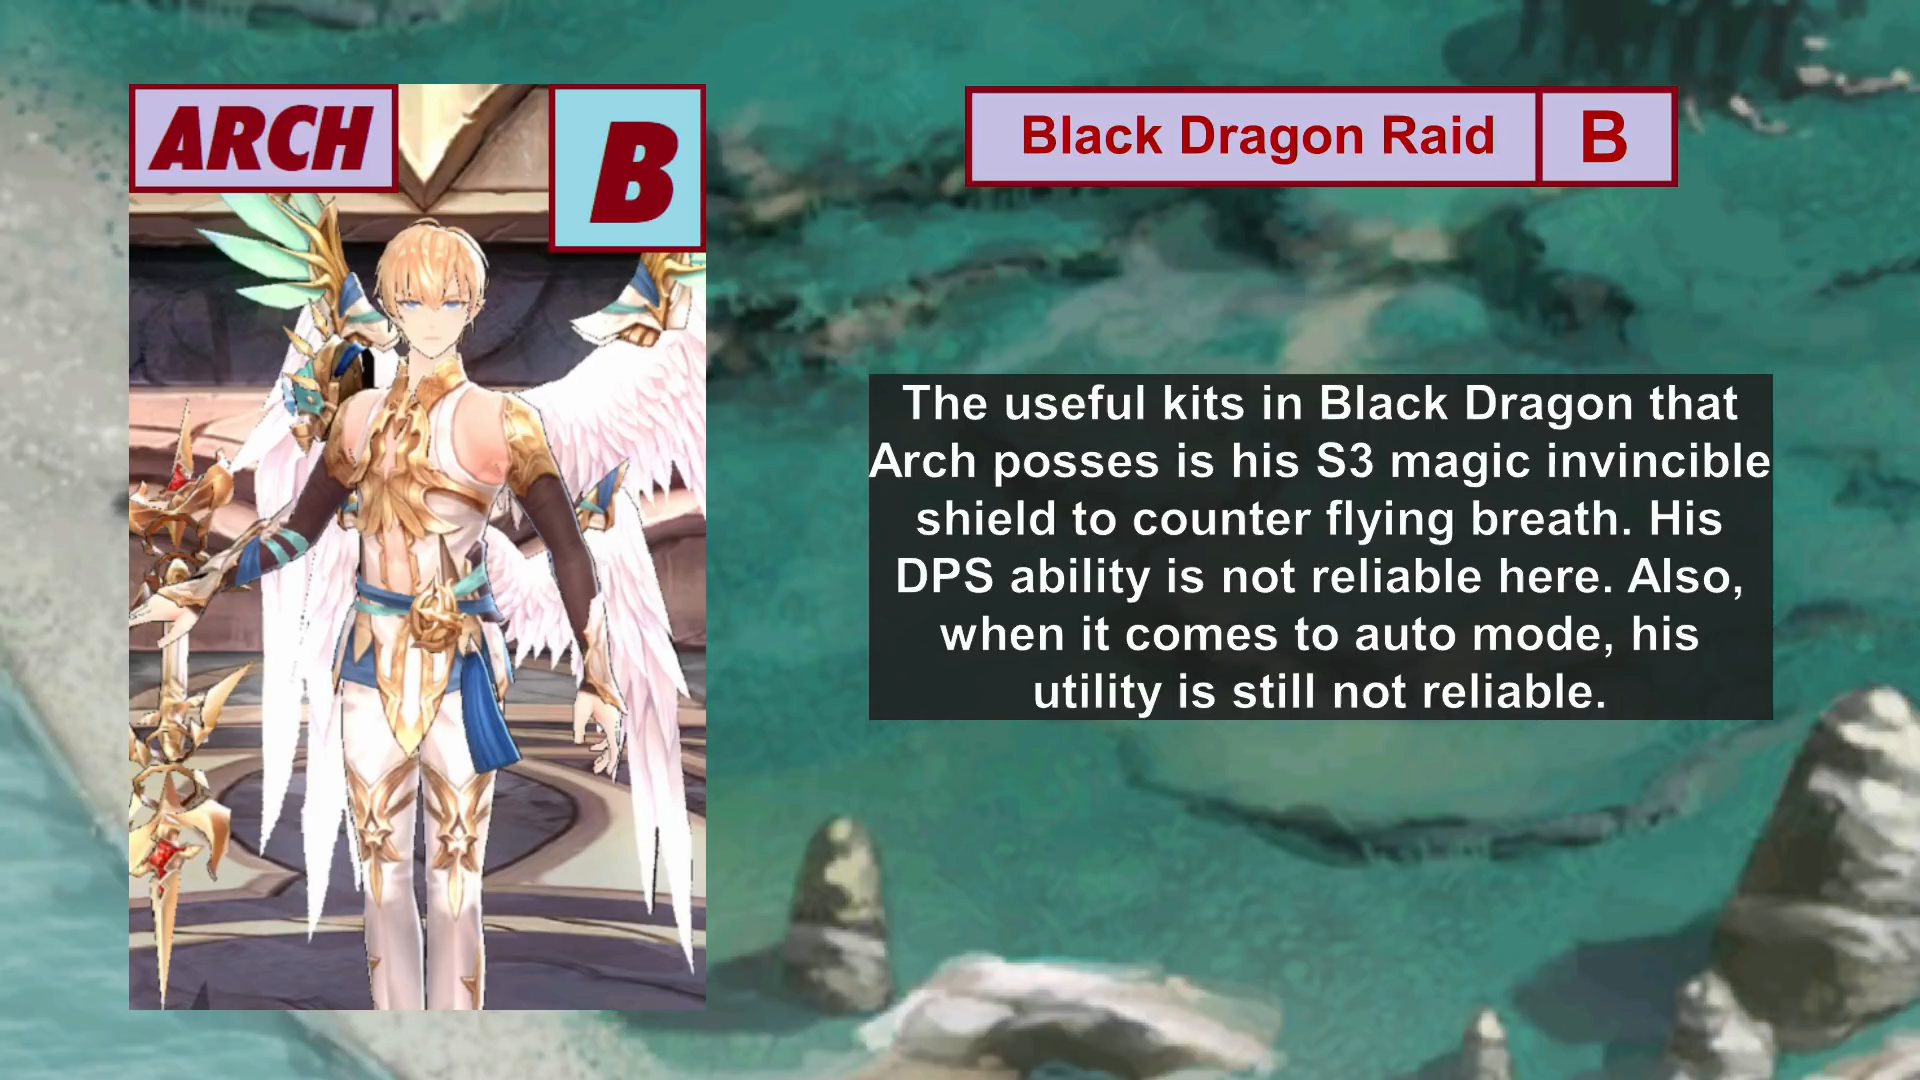 ARCH
B
Black Dragon Raid
B
The useful kits in Black Dragon that
Arch posses is his S3 magic invincible
shield to counter flying breath. His
DPS ability is not reliable here. Also,
when it comes to auto mode, his
utility is still not reliable.